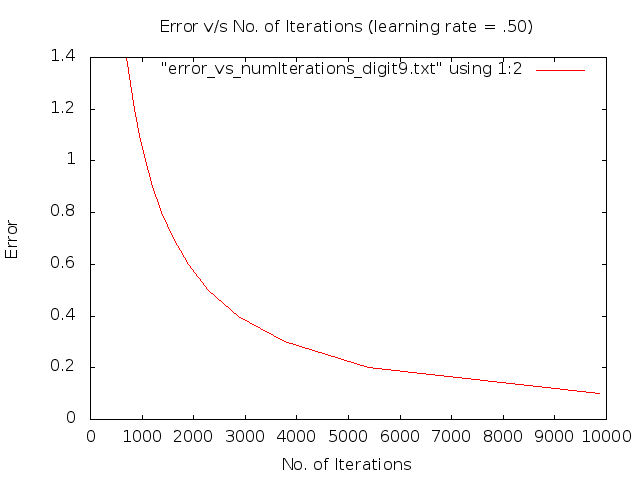 Error v/s No. of Iterations (learning rate = .50)
"error_vs_numIterations_digit9.txt" using 1:2
1.4
1.2
1
0.8
0.6
0.4
0.2
0
Error
0 1000 2000 3000 4000 5000 6000 7000 8000 9000 10000
No. of Iterations